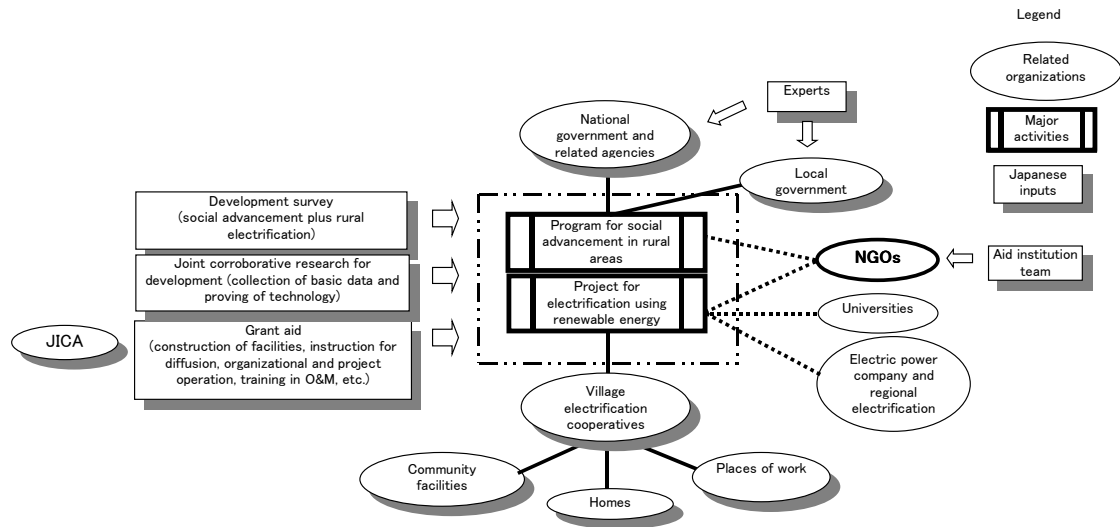 Legend
Related
organizations
Major
activities
Japanese
inputs
Experts
National
government and
related agencies
Local
government
Development survey
(social advancement plus rural
electrification)
Joint corroborative research for
development (collection of basic data and
proving of technology)
Grant aid
(construction of facilities, instruction for
diffusion, organizational and project
operation, training in O&M, etc.)
JICA
Program for social
advancement in rural
areas
Project for
electrification using
renewable energy
NGOs
Aid institution
team
Universities
Electric power
company and
regional
electrification
Village
electrification
cooperatives
Community
facilities
Homes
Places of work